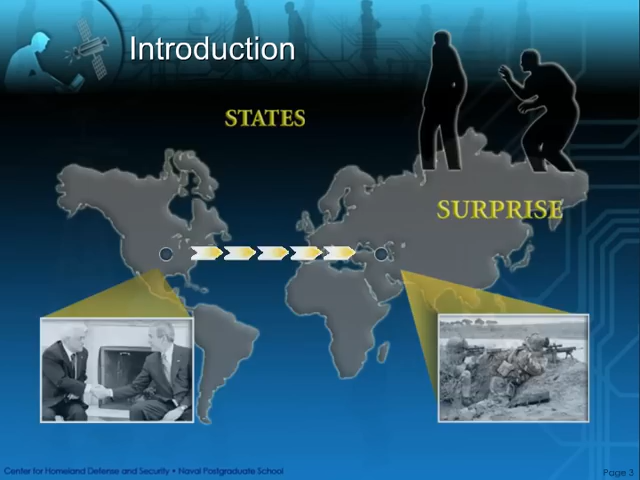 Introduction
STATES
SURPRISE
Center for Homeland Defense and Security • Naval Postgraduate School
Page 3